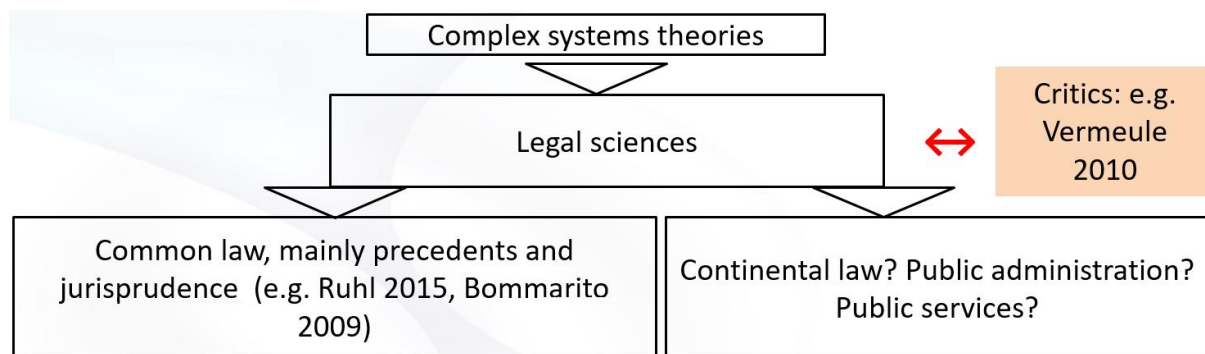 Complex systems theories
Legal sciences
Critics: e.g.
Vermeule
2010
Common law, mainly precedents and
jurisprudence (e.g. Ruhl 2015, Bommarito
2009)
Continental law? Public administration?
Public services?